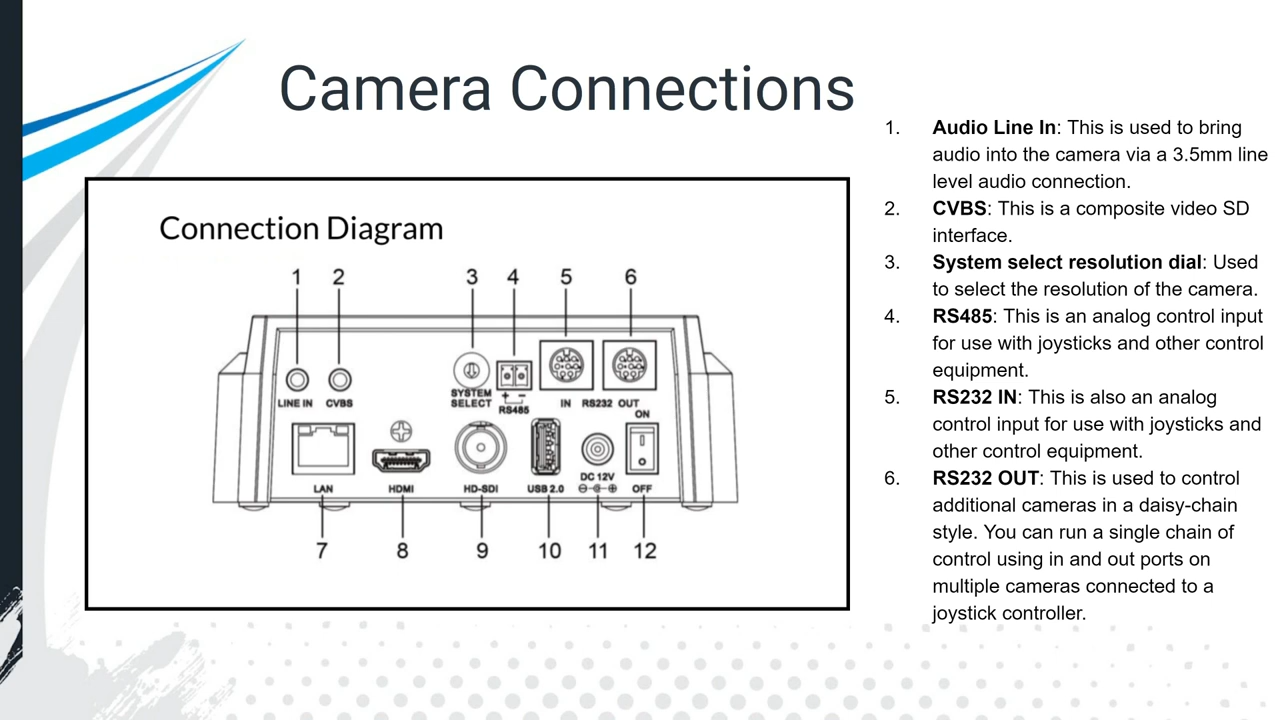 Camera Connections
Connection Diagram
1 2 3 4 5 6
LINE IN CVBS SYSTEM SELECT + - RS485 IN RS232 OUT
ON
LAN HDMI HD-SDI USB 2.0 DC 12V OFF
7 8 9 10 11 12
1. Audio Line In: This is used to bring
audio into the camera via a 3.5mm line
level audio connection.
2. CVBS: This is a composite video SD
interface.
3. System select resolution dial: Used
to select the resolution of the camera.
4. RS485: This is an analog control input
for use with joysticks and other control
equipment.
5. RS232 IN: This is also an analog
control input for use with joysticks and
other control equipment.
6. RS232 OUT: This is used to control
additional cameras in a daisy-chain
style. You can run a single chain of
control using in and out ports on
multiple cameras connected to a
joystick controller.